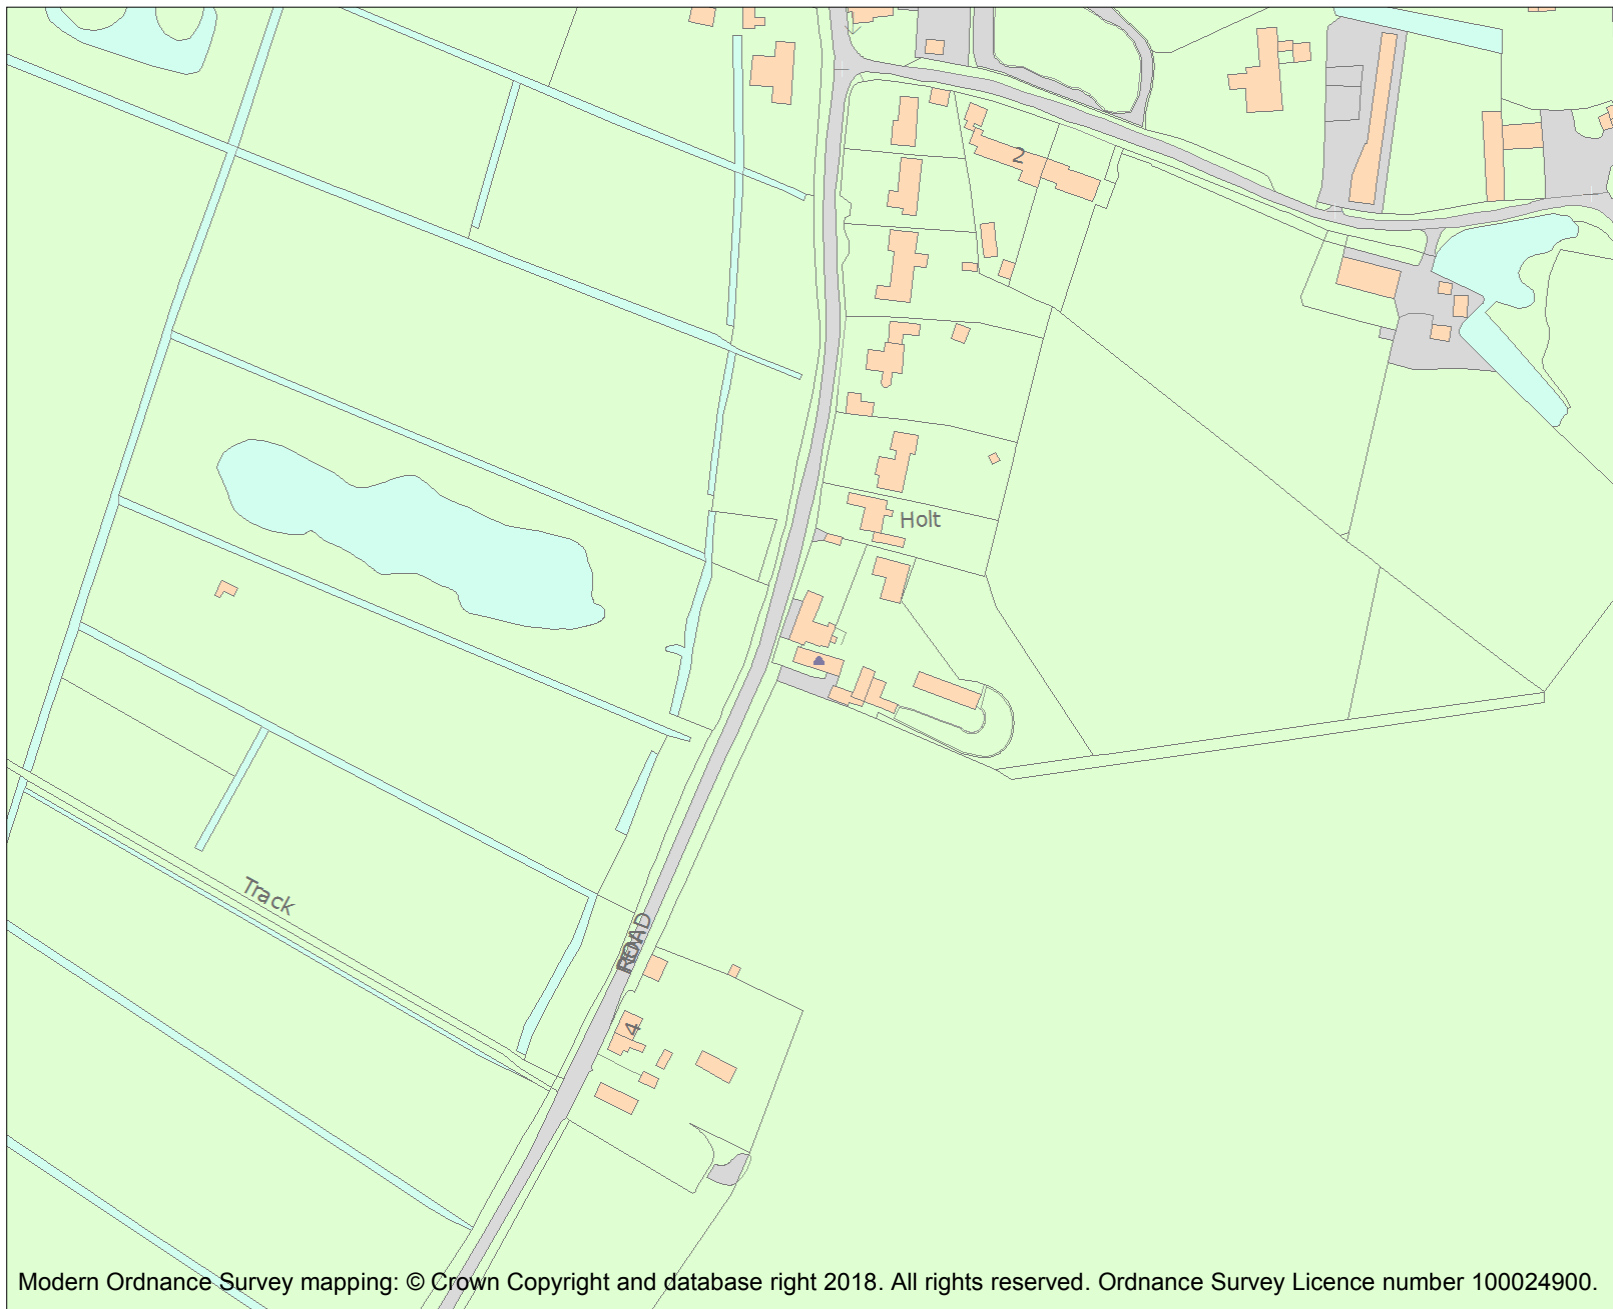 2
Holt
Track
ROAD
4
Modern Ordnance Survey mapping: © Crown Copyright and database right 2018. All rights reserved. Ordnance Survey Licence number 100024900.